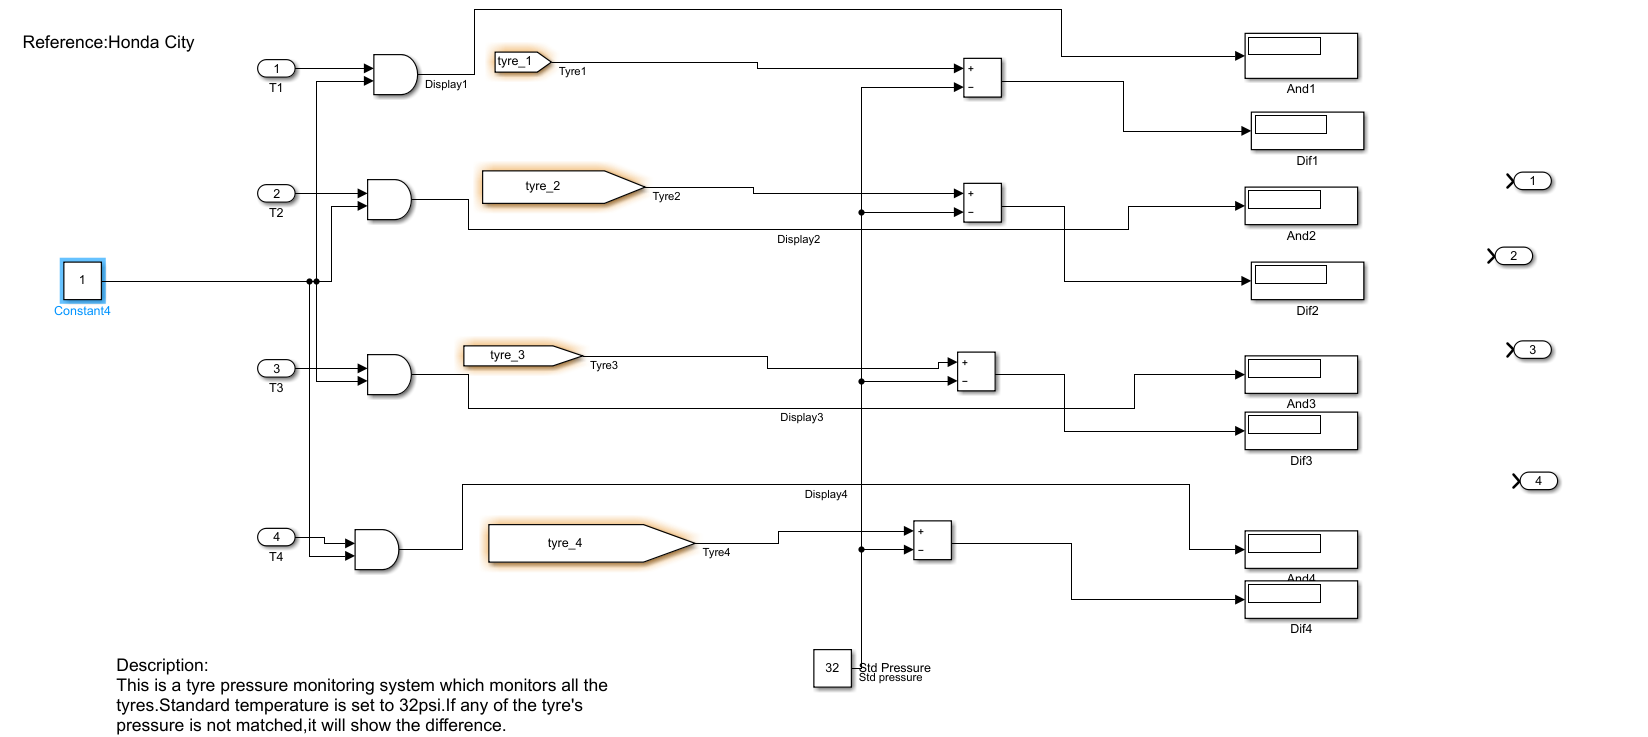 Reference:Honda City
1
T1
Display1
tyre_1
Tyre1
+
−
And1
Dif1
2
T2
tyre_2
Tyre2
+
−
Display2
And2
Dif2
1
2
1
Constant4
3
T3
tyre_3
Tyre3
+
−
Display3
And3
Dif3
3
4
4
T4
tyre_4
Tyre4
+
−
Display4
And4
Dif4
32
Std Pressure
Std pressure
Description:
This is a tyre pressure monitoring system which monitors all the
tyres.Standard temperature is set to 32psi.If any of the tyre's
pressure is not matched,it will show the difference.